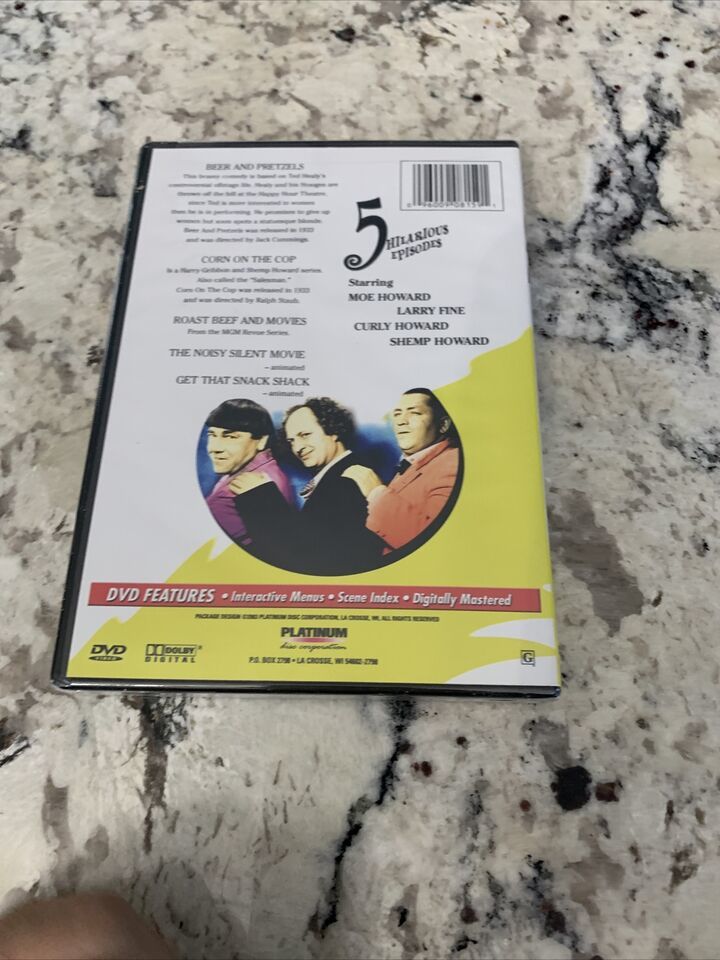 BEER AND PRETZELS
This brassy comedy is based on Ted Healy's
controversial offstage life. Healy and his Stooges are
thrown off the bill at the Happy Hour Theatre,
since Ted is more interested in women
then he is in performing. He promises to give up
women but soon spots a statuesque blonde.
Beer And Pretzels was released in 1933
and was directed by Jack Cummings.
CORN ON THE COP
Is a Harry Gribbon and Shemp Howard series.
Also called the "Salesman."
Corn On The Cop was released in 1933
and was directed by Ralph Staub.
ROAST BEEF AND MOVIES
From the MGM Revue Series.
THE NOISY SILENT MOVIE
– animated
GET THAT SNACK SHACK
– animated
0 96009 08159 1
5 HILARIOUS
EPISODES
Starring
MOE HOWARD
LARRY FINE
CURLY HOWARD
SHEMP HOWARD
DVD FEATURES • Interactive Menus • Scene Index • Digitally Mastered
PACKAGE DESIGN ©2003 PLATINUM DISC CORPORATION, LA CROSSE, WI, ALL RIGHTS RESERVED
DVD
VIDEO
DOLBY
DIGITAL
PLATINUM
disc corporation
P.O. BOX 2798 • LA CROSSE, WI 54602-2798
G